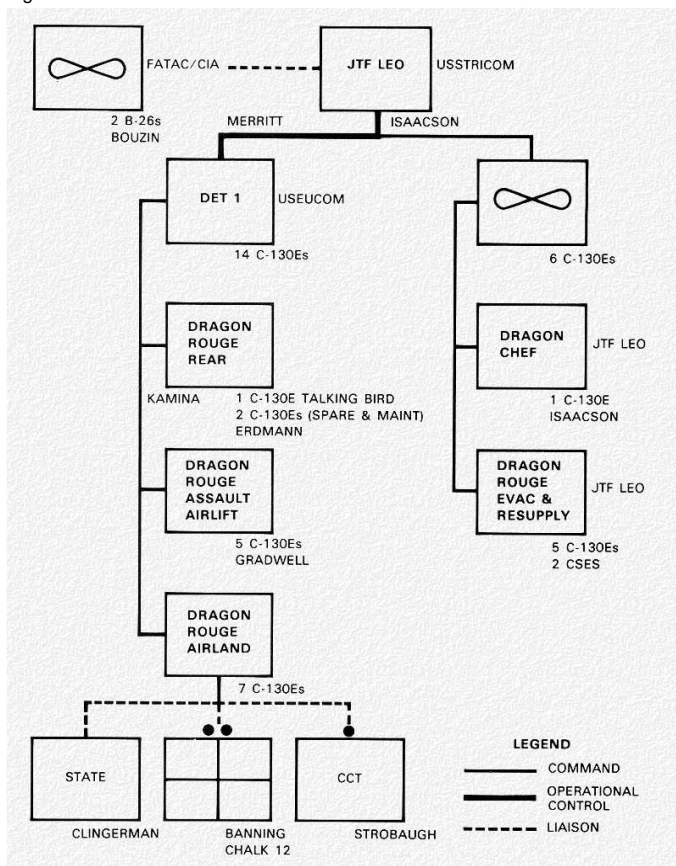 FATAC/CIA
JTF LEO
USSTRICOM
2 B-26s
BOUZIN
MERRITT
ISAACSON
DET 1
USEUCOM
14 C-130Es
6 C-130Es
DRAGON
ROUGE
REAR
KAMINA
1 C-130E TALKING BIRD
2 C-130Es (SPARE & MAINT)
ERDMANN
DRAGON
CHEF
JTF LEO
1 C-130E
ISAACSON
DRAGON
ROUGE
ASSAULT
AIRLIFT
5 C-130Es
GRADWELL
DRAGON
ROUGE
EVAC &
RESUPPLY
JTF LEO
5 C-130Es
2 CSES
DRAGON
ROUGE
AIRLAND
7 C-130Es
STATE
CLINGERMAN
BANNING
CHALK 12
CCT
STROBAUGH
LEGEND
COMMAND
OPERATIONAL
CONTROL
LIAISON